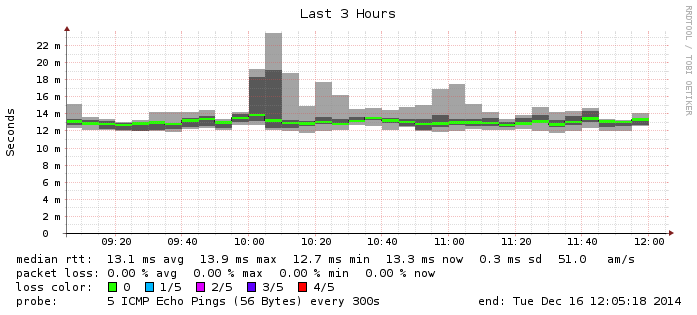 Last 3 Hours
RRDTOOL / TOBI OETIKER
Seconds
22 m
20 m
18 m
16 m
14 m
12 m
10 m
8 m
6 m
4 m
2 m
0
09:20 09:40 10:00 10:20 10:40 11:00 11:20 11:40 12:00
median rtt: 13.1 ms avg 13.9 ms max 12.7 ms min 13.3 ms now 0.3 ms sd 51.0 am/s
packet loss: 0.00 % avg 0.00 % max 0.00 % min 0.00 % now
loss color: 0 1/5 2/5 3/5 4/5
probe: 5 ICMP Echo Pings (56 Bytes) every 300s end: Tue Dec 16 12:05:18 2014